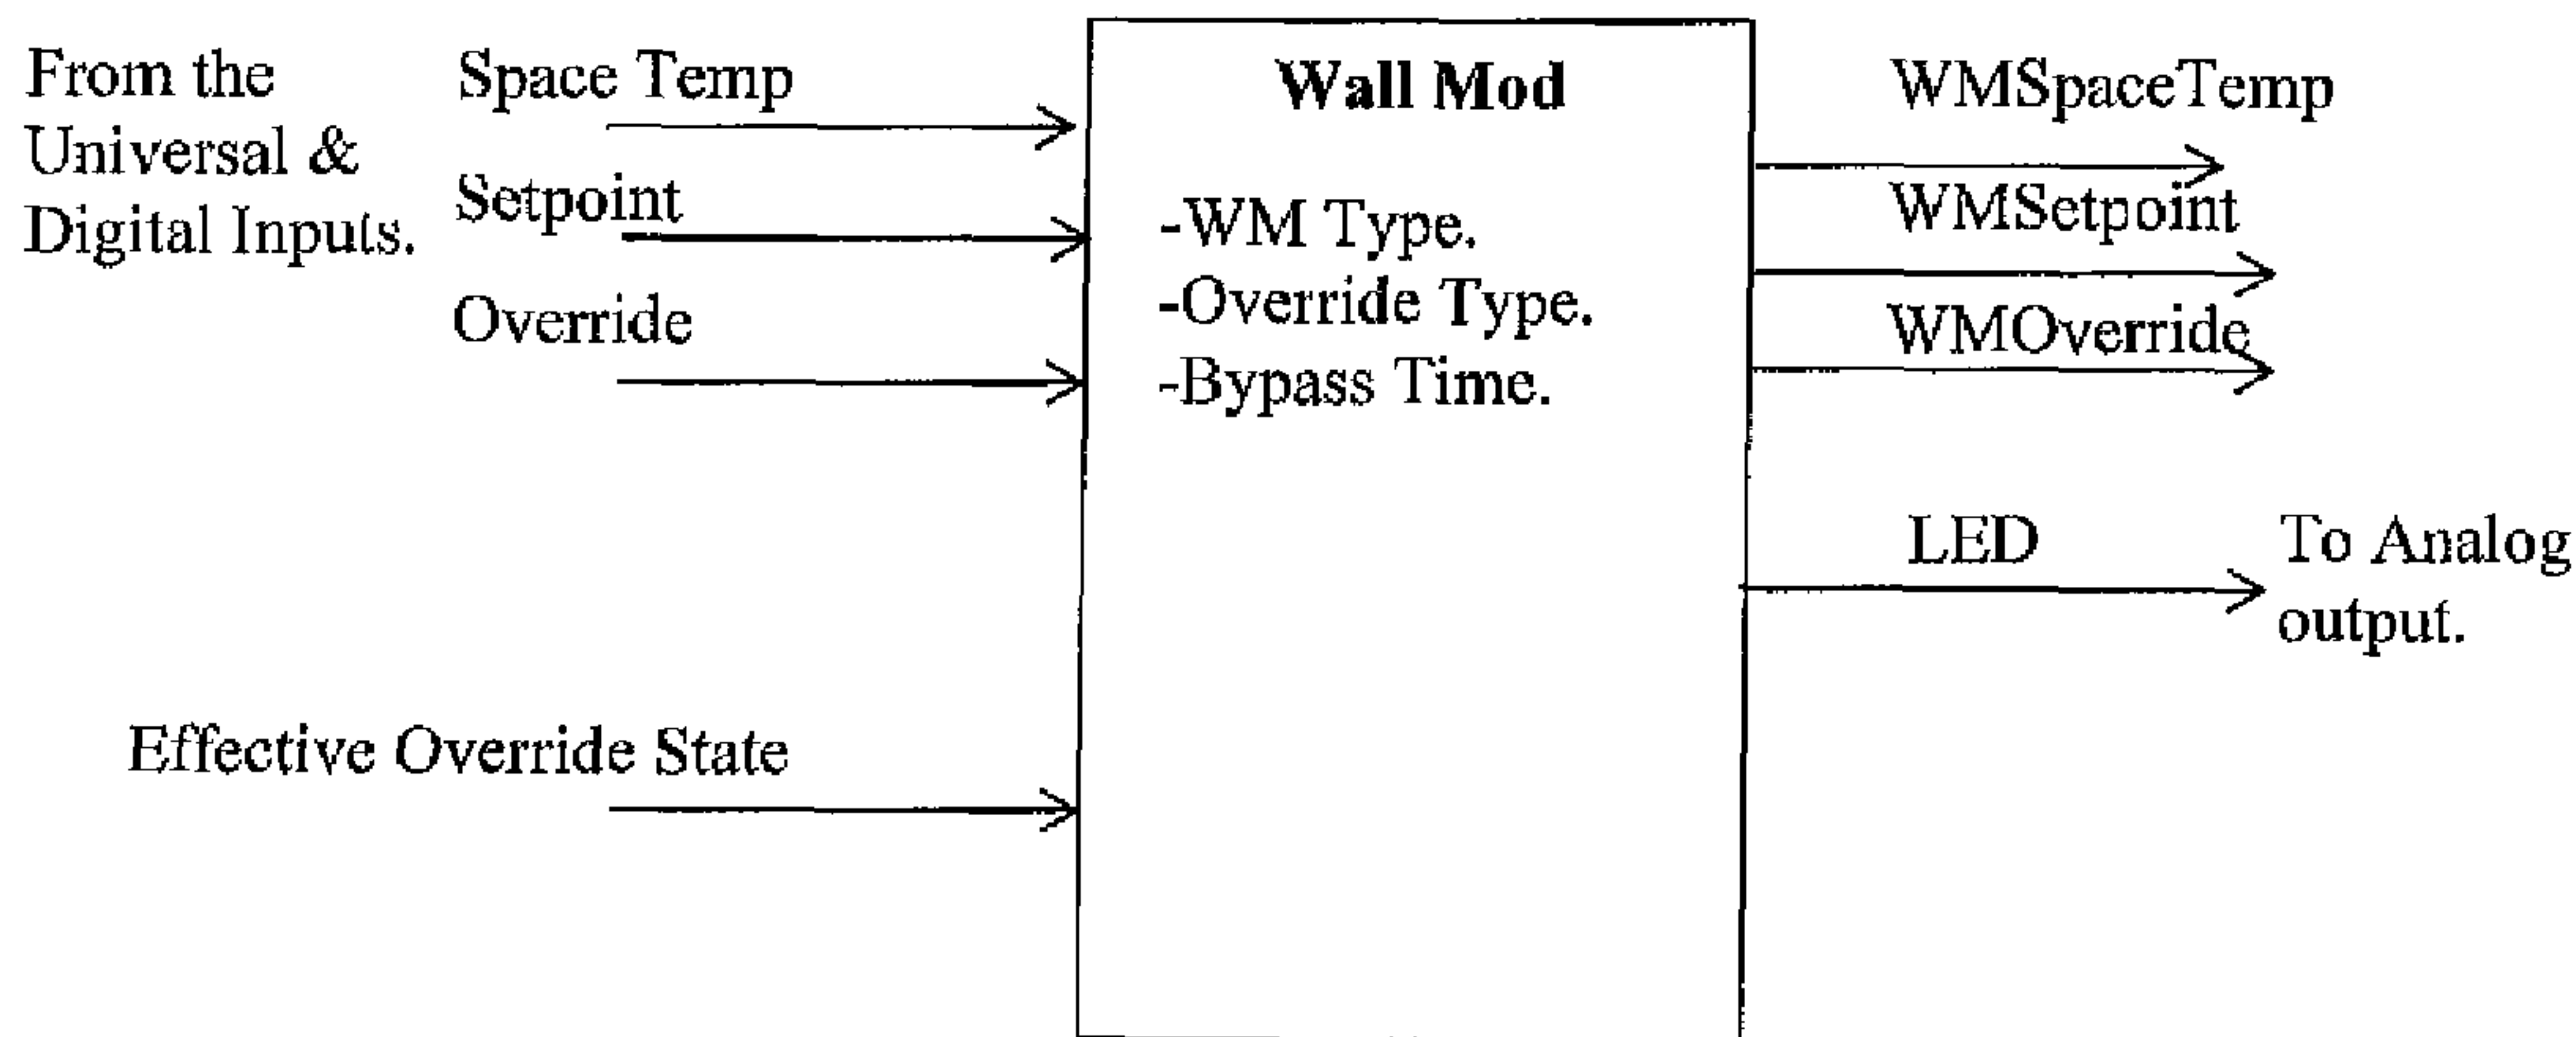 From the
Universal &
Digital Inputs.
Space Temp
Setpoint
Override
Effective Override State
Wall Mod
-WM Type.
-Override Type.
-Bypass Time.
WMSpaceTemp
WMSetpoint
WMOverride
LED
To Analog
output.